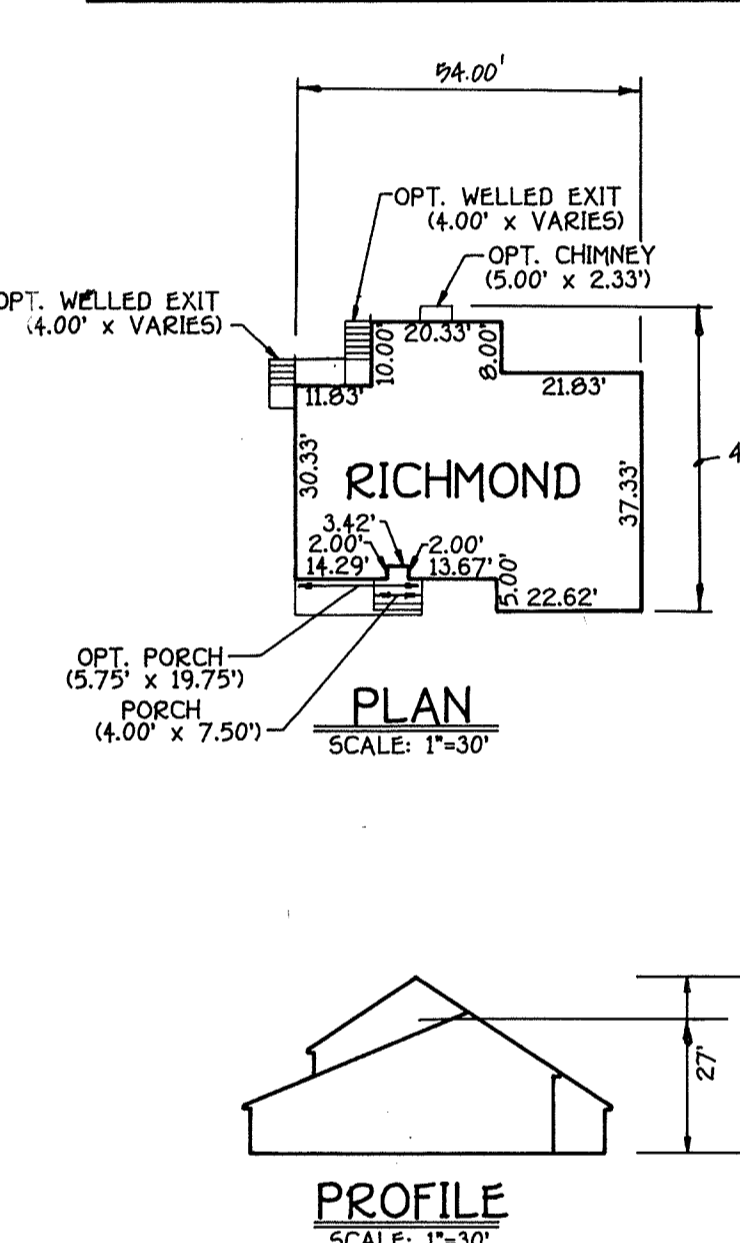 54.00'
OPT. WELLED EXIT
(4.00' x VARIES)
OPT. CHIMNEY
(5.00' x 2.33')
OPT. WELLED EXIT
(4.00' x VARIES)
20.33'
10.00'
8.00'
11.83'
21.83'
30.33'
RICHMOND
37.33'
4
3.42'
2.00'
2.00'
14.29'
13.67'
5.00'
22.62'
OPT. PORCH
(5.75' x 19.75')
PORCH
(4.00' x 7.50')
PLAN
SCALE: 1"=30'
27'
PROFILE
SCALE: 1"=30'